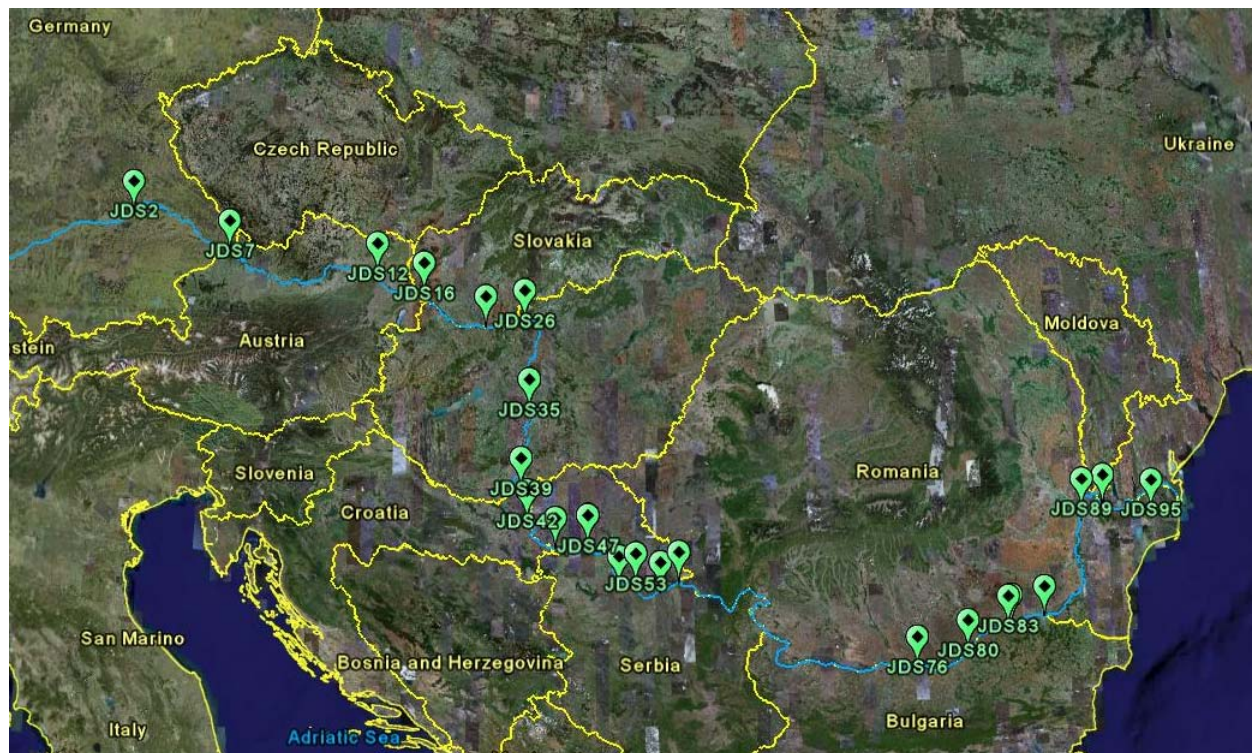 Germany
Czech Republic
Ukraine
JDS2
JDS7
Slovakia
JDS12
JDS16
JDS26
Moldova
Austria
stein
JDS35
Slovenia
Romania
JDS39
Croatia
JDS42
JDS89
JDS95
JDS47
JDS53
JDS83
San Marino
Bosnia and Herzegovina
Serbia
JDS80
JDS76
Bulgaria
Italy
Adriatic Sea